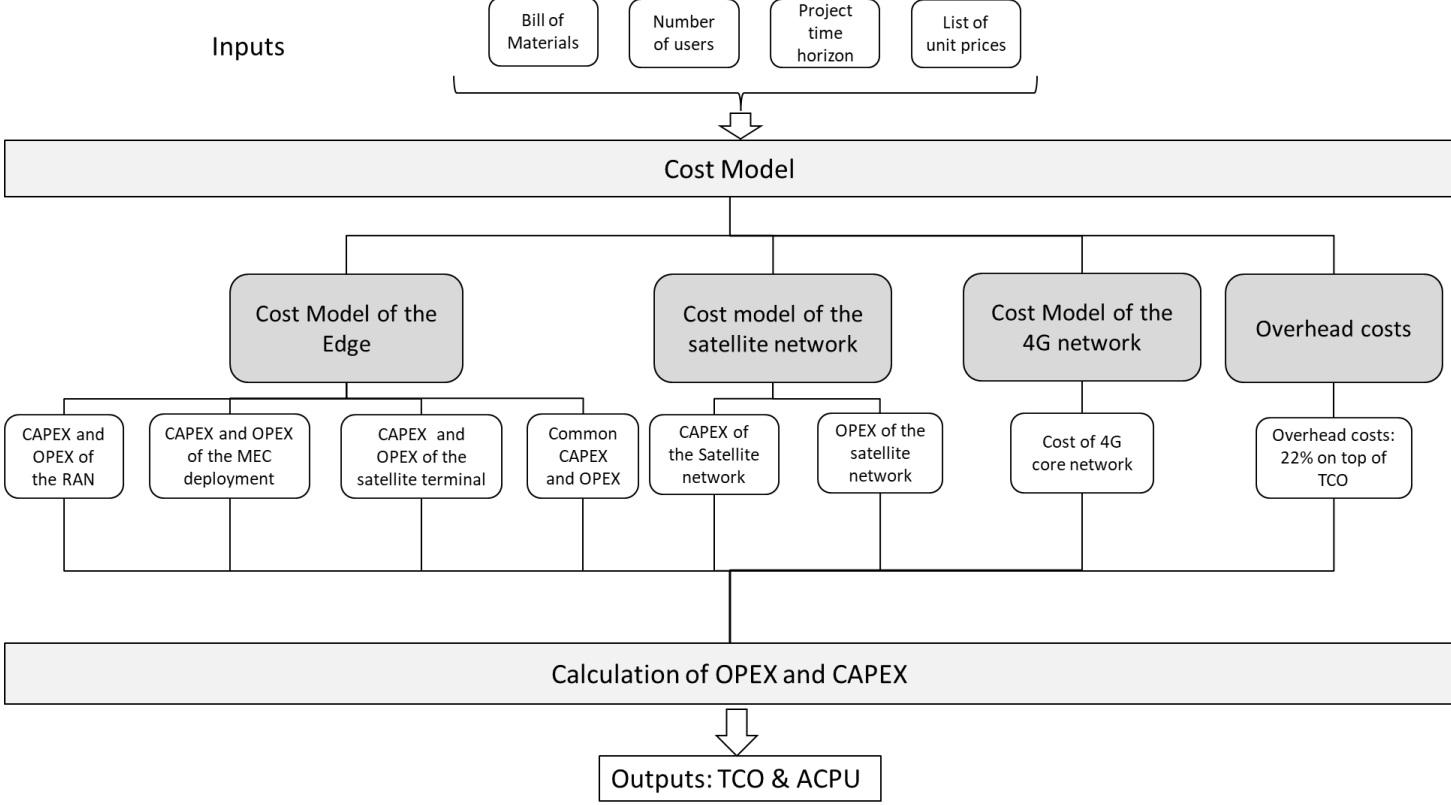 Inputs
Bill of
Materials
Number
of users
Project
time
horizon
List of
unit prices
Cost Model
Cost Model of the
Edge
Cost model of the
satellite network
Cost Model of the
4G network
Overhead costs
CAPEX and
OPEX of
the RAN
CAPEX and OPEX
of the MEC
deployment
CAPEX and
OPEX of the
satellite terminal
Common
CAPEX
and OPEX
CAPEX of
the Satellite
network
OPEX of the
satellite
network
Cost of 4G
core network
Overhead costs:
22% on top of
TCO
Calculation of OPEX and CAPEX
Outputs: TCO & ACPU